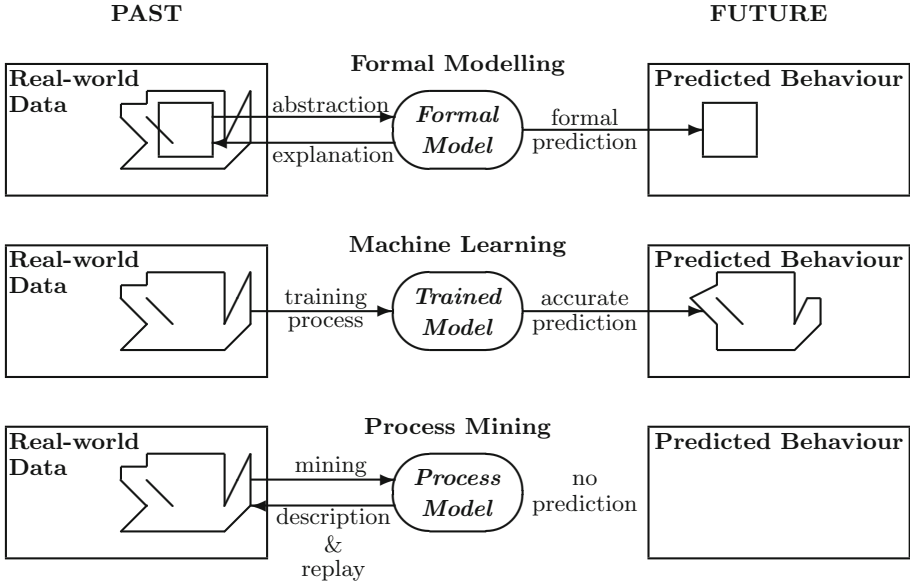 PAST
FUTURE
Formal Modelling
Real-world
Data
abstraction
explanation
Formal
Model
formal
prediction
Predicted Behaviour
Machine Learning
Real-world
Data
training
process
Trained
Model
accurate
prediction
Predicted Behaviour
Process Mining
Real-world
Data
mining
description
&
replay
Process
Model
no
prediction
Predicted Behaviour